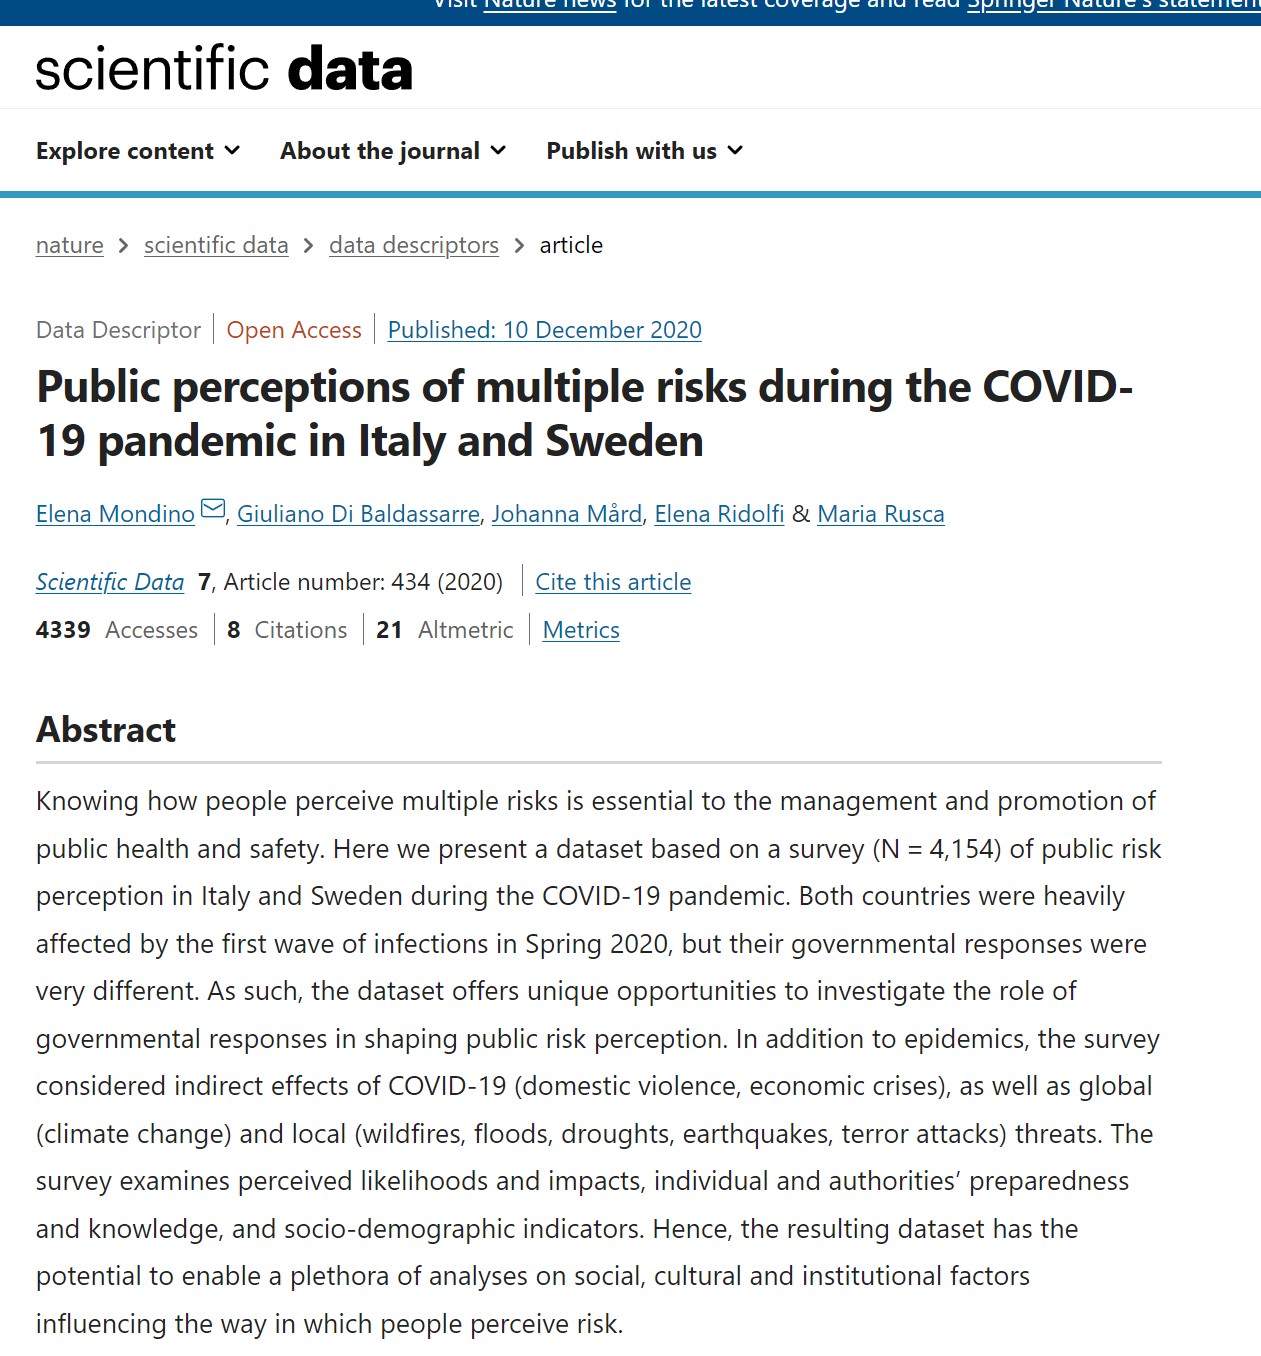 Visit Nature news for the latest coverage and read Springer Nature's statement
scientific data
Explore content About the journal Publish with us
nature > scientific data > data descriptors > article
Data Descriptor | Open Access | Published: 10 December 2020
Public perceptions of multiple risks during the COVID-
19 pandemic in Italy and Sweden
Elena Mondino, Giuliano Di Baldassarre, Johanna Mård, Elena Ridolfi & Maria Rusca
Scientific Data 7, Article number: 434 (2020) | Cite this article
4339 Accesses | 8 Citations | 21 Altmetric | Metrics
Abstract
Knowing how people perceive multiple risks is essential to the management and promotion of
public health and safety. Here we present a dataset based on a survey (N = 4,154) of public risk
perception in Italy and Sweden during the COVID-19 pandemic. Both countries were heavily
affected by the first wave of infections in Spring 2020, but their governmental responses were
very different. As such, the dataset offers unique opportunities to investigate the role of
governmental responses in shaping public risk perception. In addition to epidemics, the survey
considered indirect effects of COVID-19 (domestic violence, economic crises), as well as global
(climate change) and local (wildfires, floods, droughts, earthquakes, terror attacks) threats. The
survey examines perceived likelihoods and impacts, individual and authorities’ preparedness
and knowledge, and socio-demographic indicators. Hence, the resulting dataset has the
potential to enable a plethora of analyses on social, cultural and institutional factors
influencing the way in which people perceive risk.